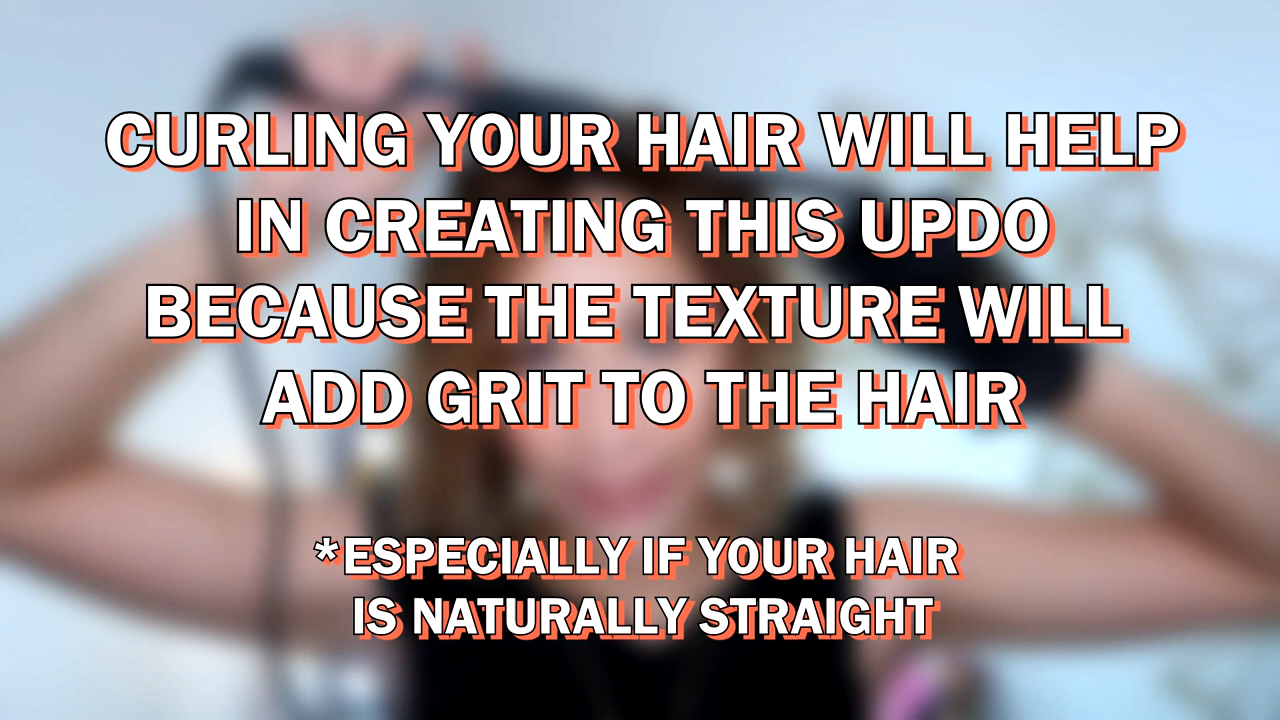 CURLING YOUR HAIR WILL HELP
IN CREATING THIS UPDO
BECAUSE THE TEXTURE WILL
ADD GRIT TO THE HAIR
*ESPECIALLY IF YOUR HAIR
IS NATURALLY STRAIGHT